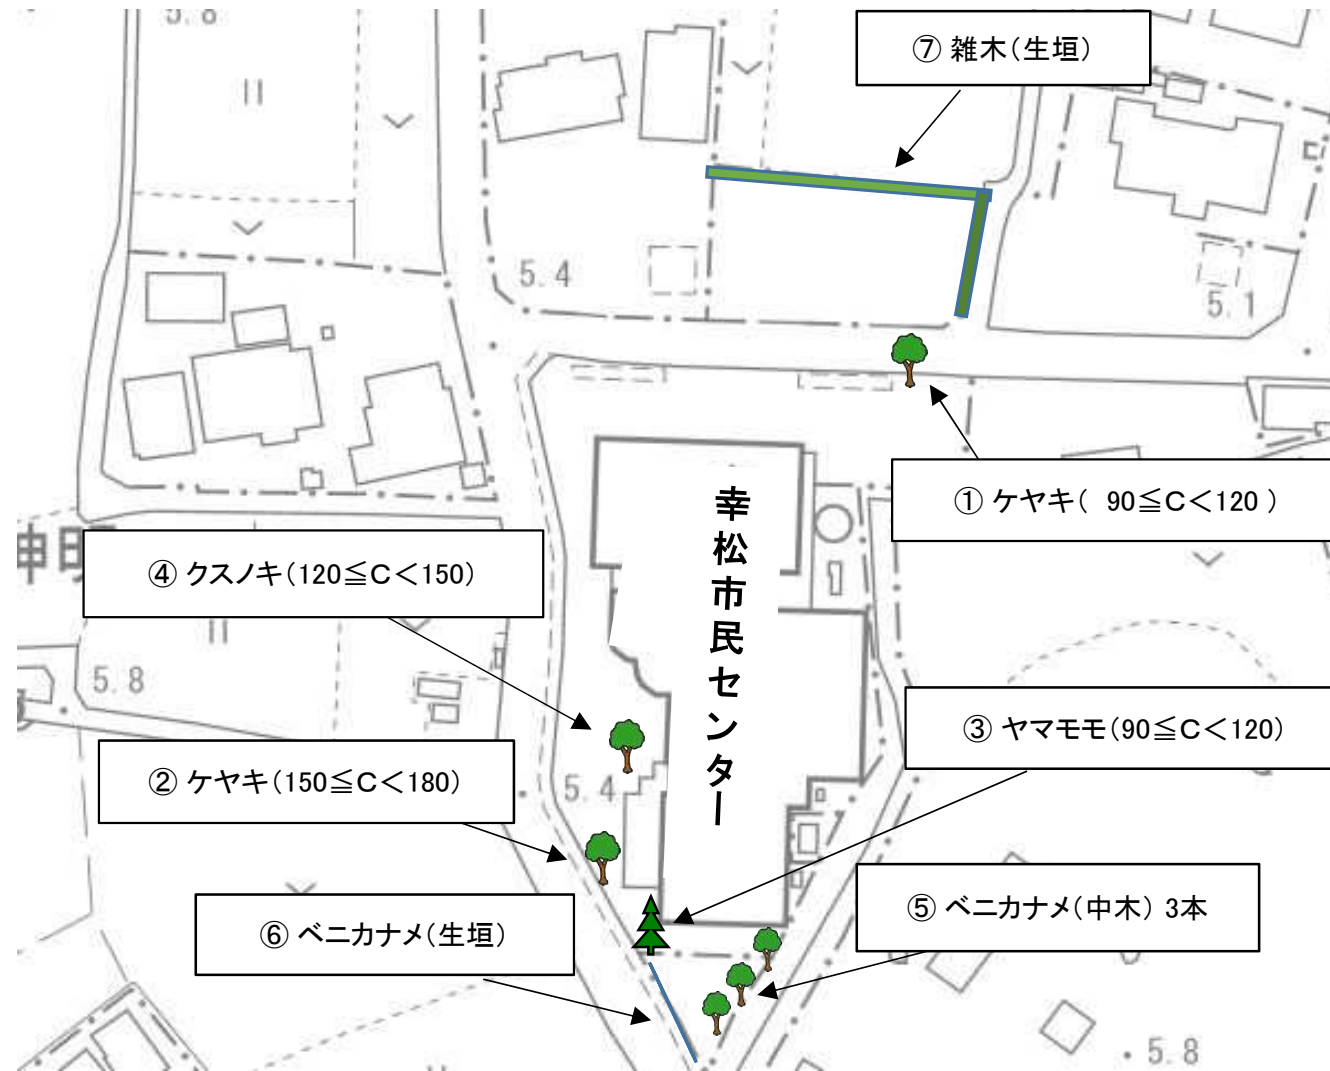 5.8
⑦ 雑木(生垣)
5.4
5.1
① ケヤキ( 90≦C<120 )
幸松市民センター
④ クスノキ(120≦C<150)
5.8
③ ヤマモモ(90≦C<120)
② ケヤキ(150≦C<180)
5.4
⑤ ベニカナメ(中木) 3本
⑥ ベニカナメ(生垣)
5.8